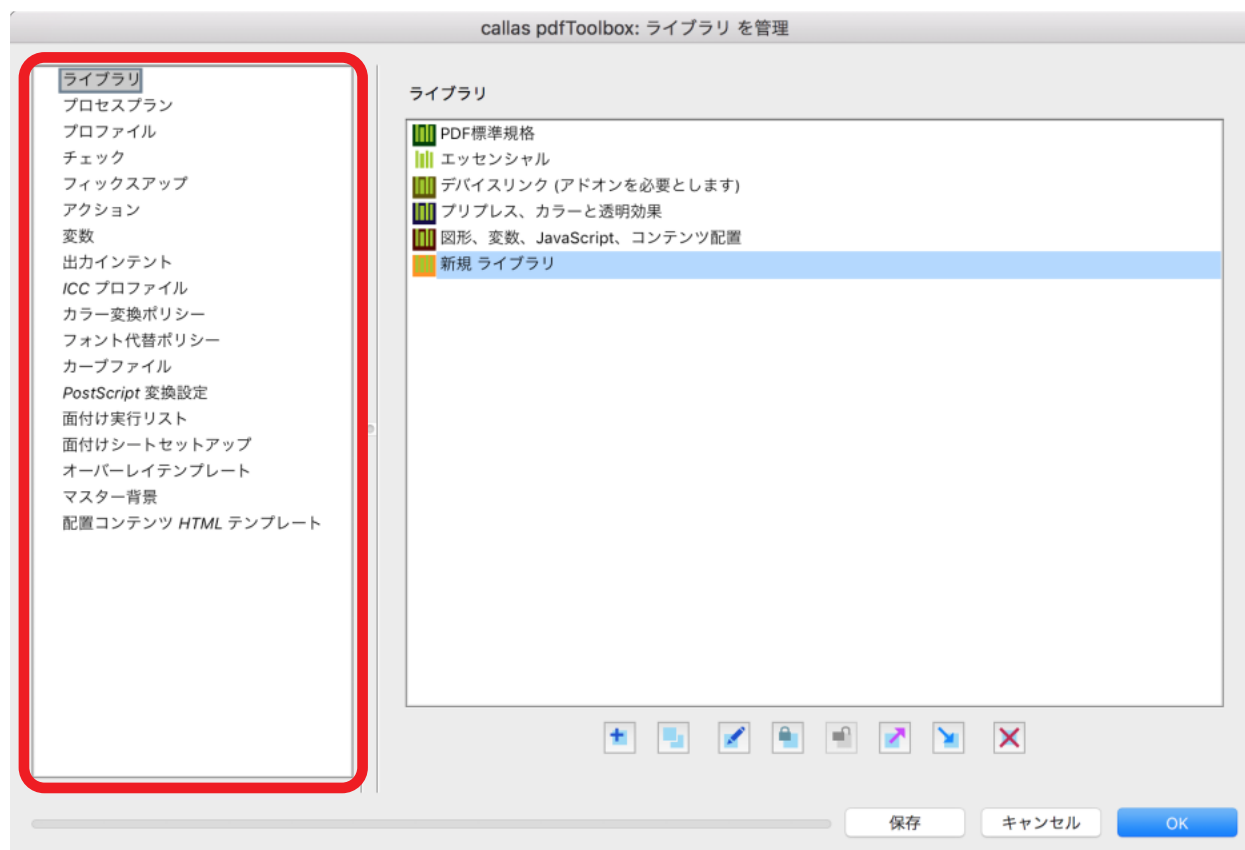 callas pdfToolbox: ライブラリ を管理
ライブラリ
プロセスプラン
プロファイル
チェック
フィックスアップ
アクション
変数
出力インテント
ICC プロファイル
カラー変換ポリシー
フォント代替ポリシー
カーブファイル
PostScript 変換設定
面付け実行リスト
面付けシートセットアップ
オーバーレイテンプレート
マスター背景
配置コンテンツ HTML テンプレート
ライブラリ
PDF標準規格
エッセンシャル
デバイスリンク (アドオンを必要とします)
プリプレス、カラーと透明効果
図形、変数、JavaScript、コンテンツ配置
新規 ライブラリ
保存
キャンセル
OK